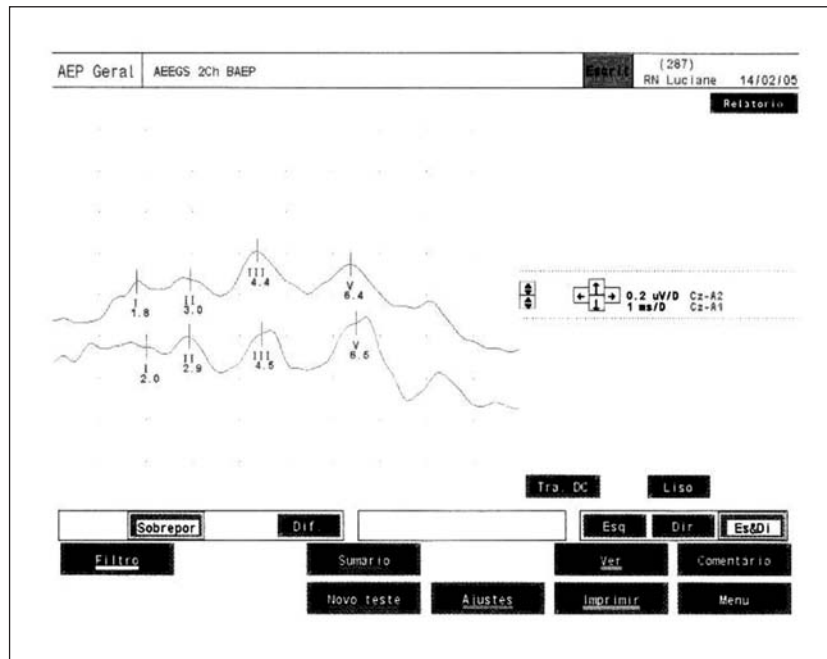 AEP Geral AEEGS 2Ch BAEP Esprit (287)
RN Luciane 14/02/05
Relatorio
I
1.8
II
3.0
III
4.4
V
6.4
0.2 uV/D Cz-A2
1 ms/D Cz-A1
I
2.0
II
2.9
III
4.5
V
6.5
Tra. DC Liso
Sobrepor Dif. Esq Dir Es&Di
Filtro Sumario Ver Comentário
Novo teste Ajustes Imprimir Menu